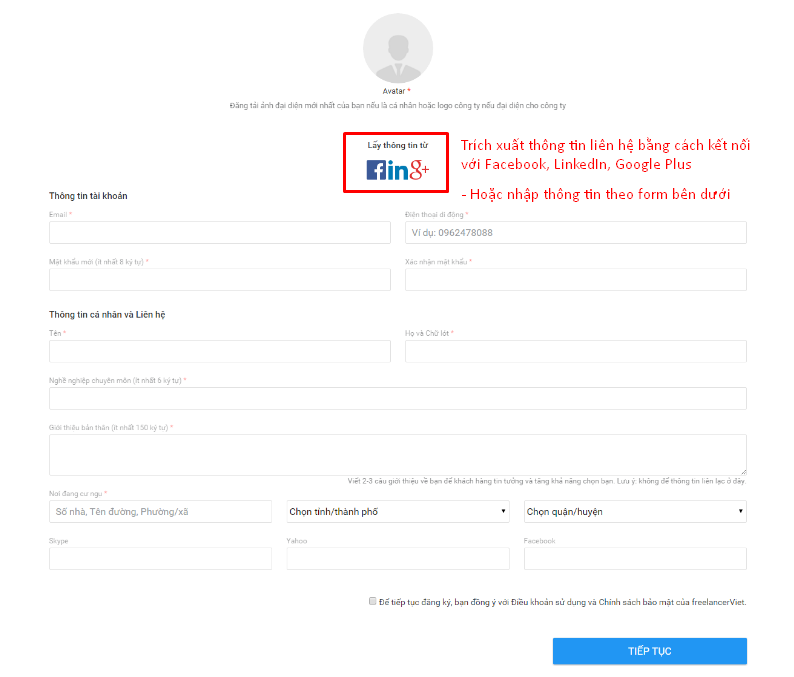 Avatar *
Đăng tải ảnh đại diện mới nhất của bạn nếu là cá nhân hoặc logo công ty nếu đại diện cho công ty
Lấy thông tin từ
f in g+
Trích xuất thông tin liên hệ bằng cách kết nối
với Facebook, LinkedIn, Google Plus
- Hoặc nhập thông tin theo form bên dưới
Thông tin tài khoản
Email *
Điện thoại di động *
Ví dụ: 0962478088
Mật khẩu mới (ít nhất 8 ký tự) *
Xác nhận mật khẩu *
Thông tin cá nhân và Liên hệ
Tên *
Họ và Chữ lót *
Nghề nghiệp chuyên môn (ít nhất 6 ký tự) *
Giới thiệu bản thân (ít nhất 150 ký tự) *
Viết 2-3 câu giới thiệu về bạn để khách hàng tin tưởng và tăng khả năng chọn bạn. Lưu ý: không để thông tin liên lạc ở đây.
Nơi đang cư ngụ *
Số nhà, Tên đường, Phường/xã
Chọn tỉnh/thành phố
Chọn quận/huyện
Skype
Yahoo
Facebook
Để tiếp tục đăng ký, bạn đồng ý với Điều khoản sử dụng và Chính sách bảo mật của freelancerViet.
TIẾP TỤC